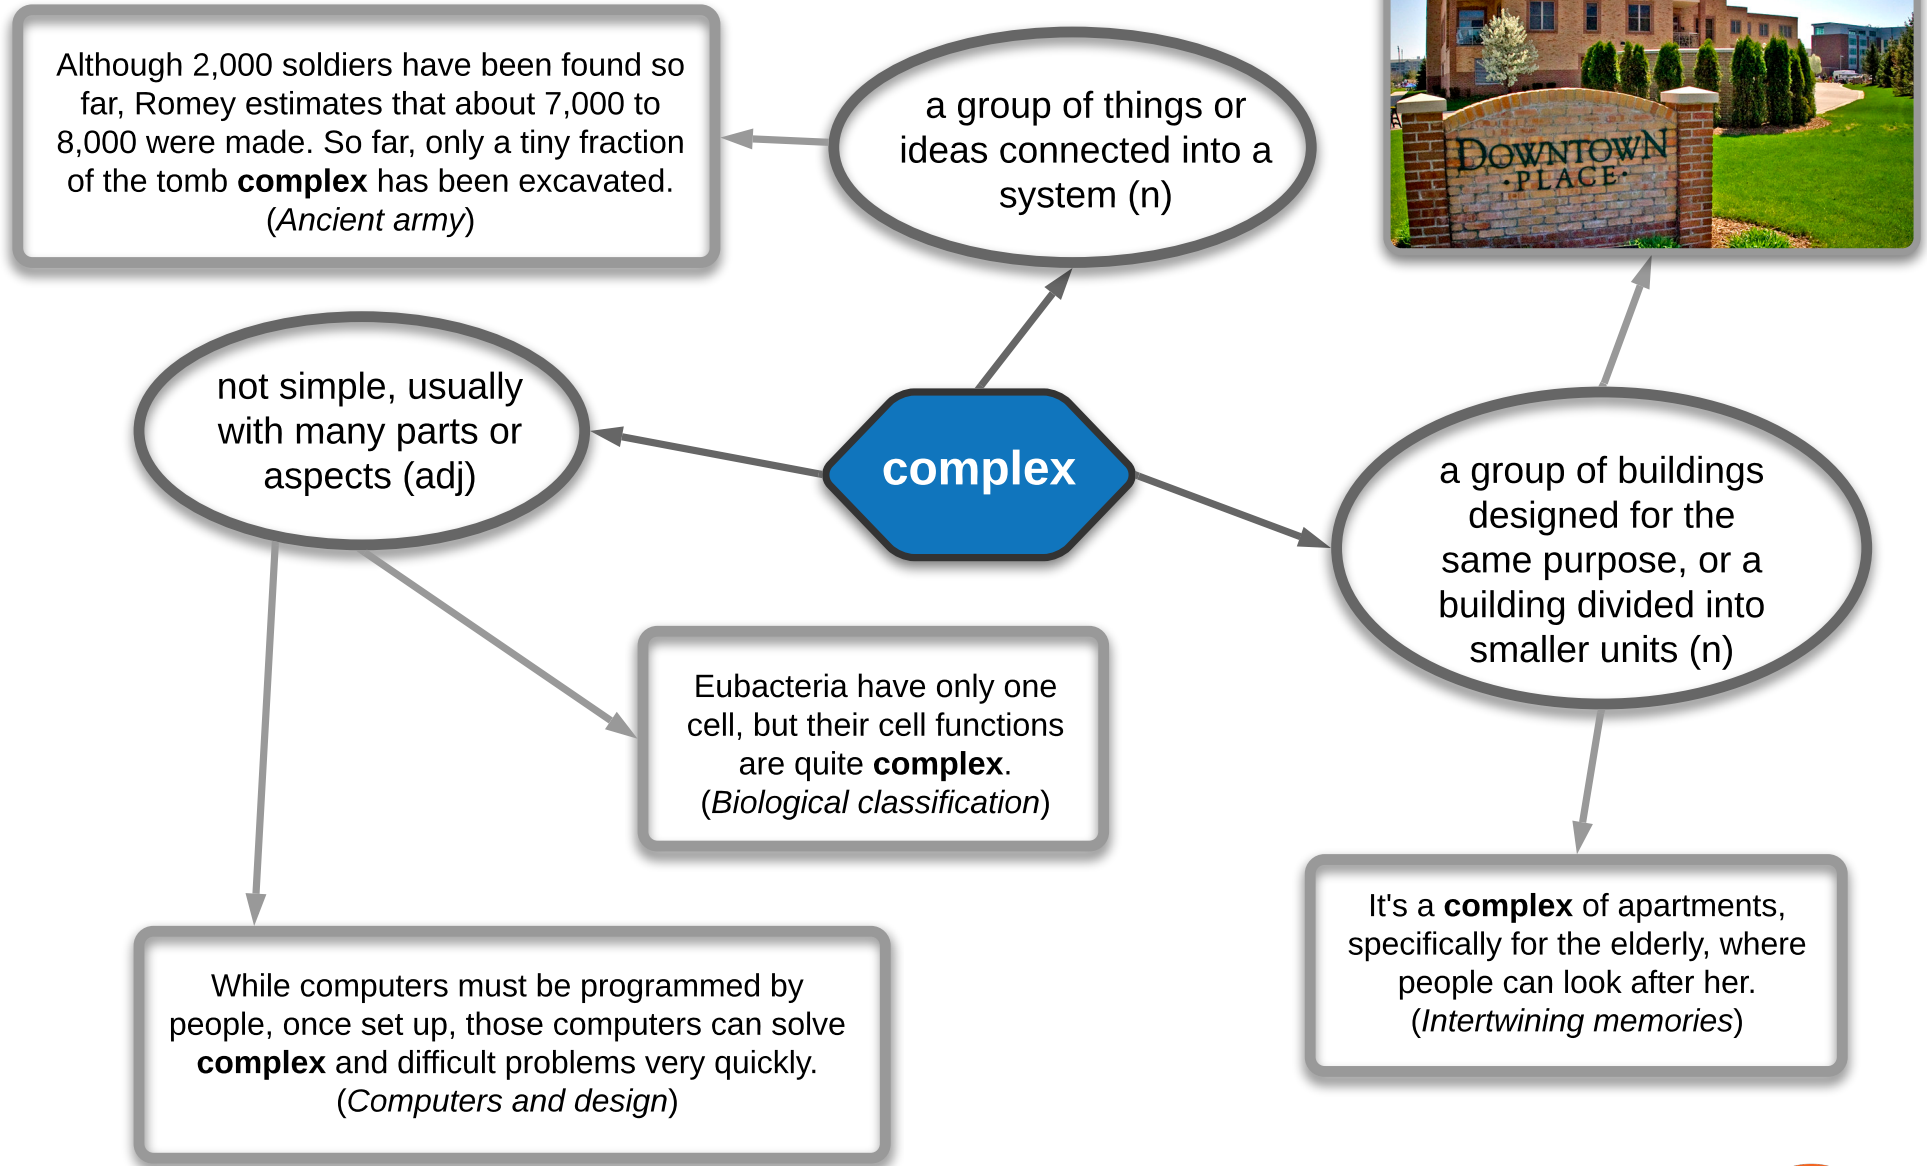 Although 2,000 soldiers have been found so
far, Romey estimates that about 7,000 to
8,000 were made. So far, only a tiny fraction
of the tomb complex has been excavated.
(Ancient army)
a group of things or
ideas connected into a
system (n)
DOWNTOWN
·PLACE·
not simple, usually
with many parts or
aspects (adj)
complex
a group of buildings
designed for the
same purpose, or a
building divided into
smaller units (n)
Eubacteria have only one
cell, but their cell functions
are quite complex.
(Biological classification)
While computers must be programmed by
people, once set up, those computers can solve
complex and difficult problems very quickly.
(Computers and design)
It's a complex of apartments,
specifically for the elderly, where
people can look after her.
(Intertwining memories)